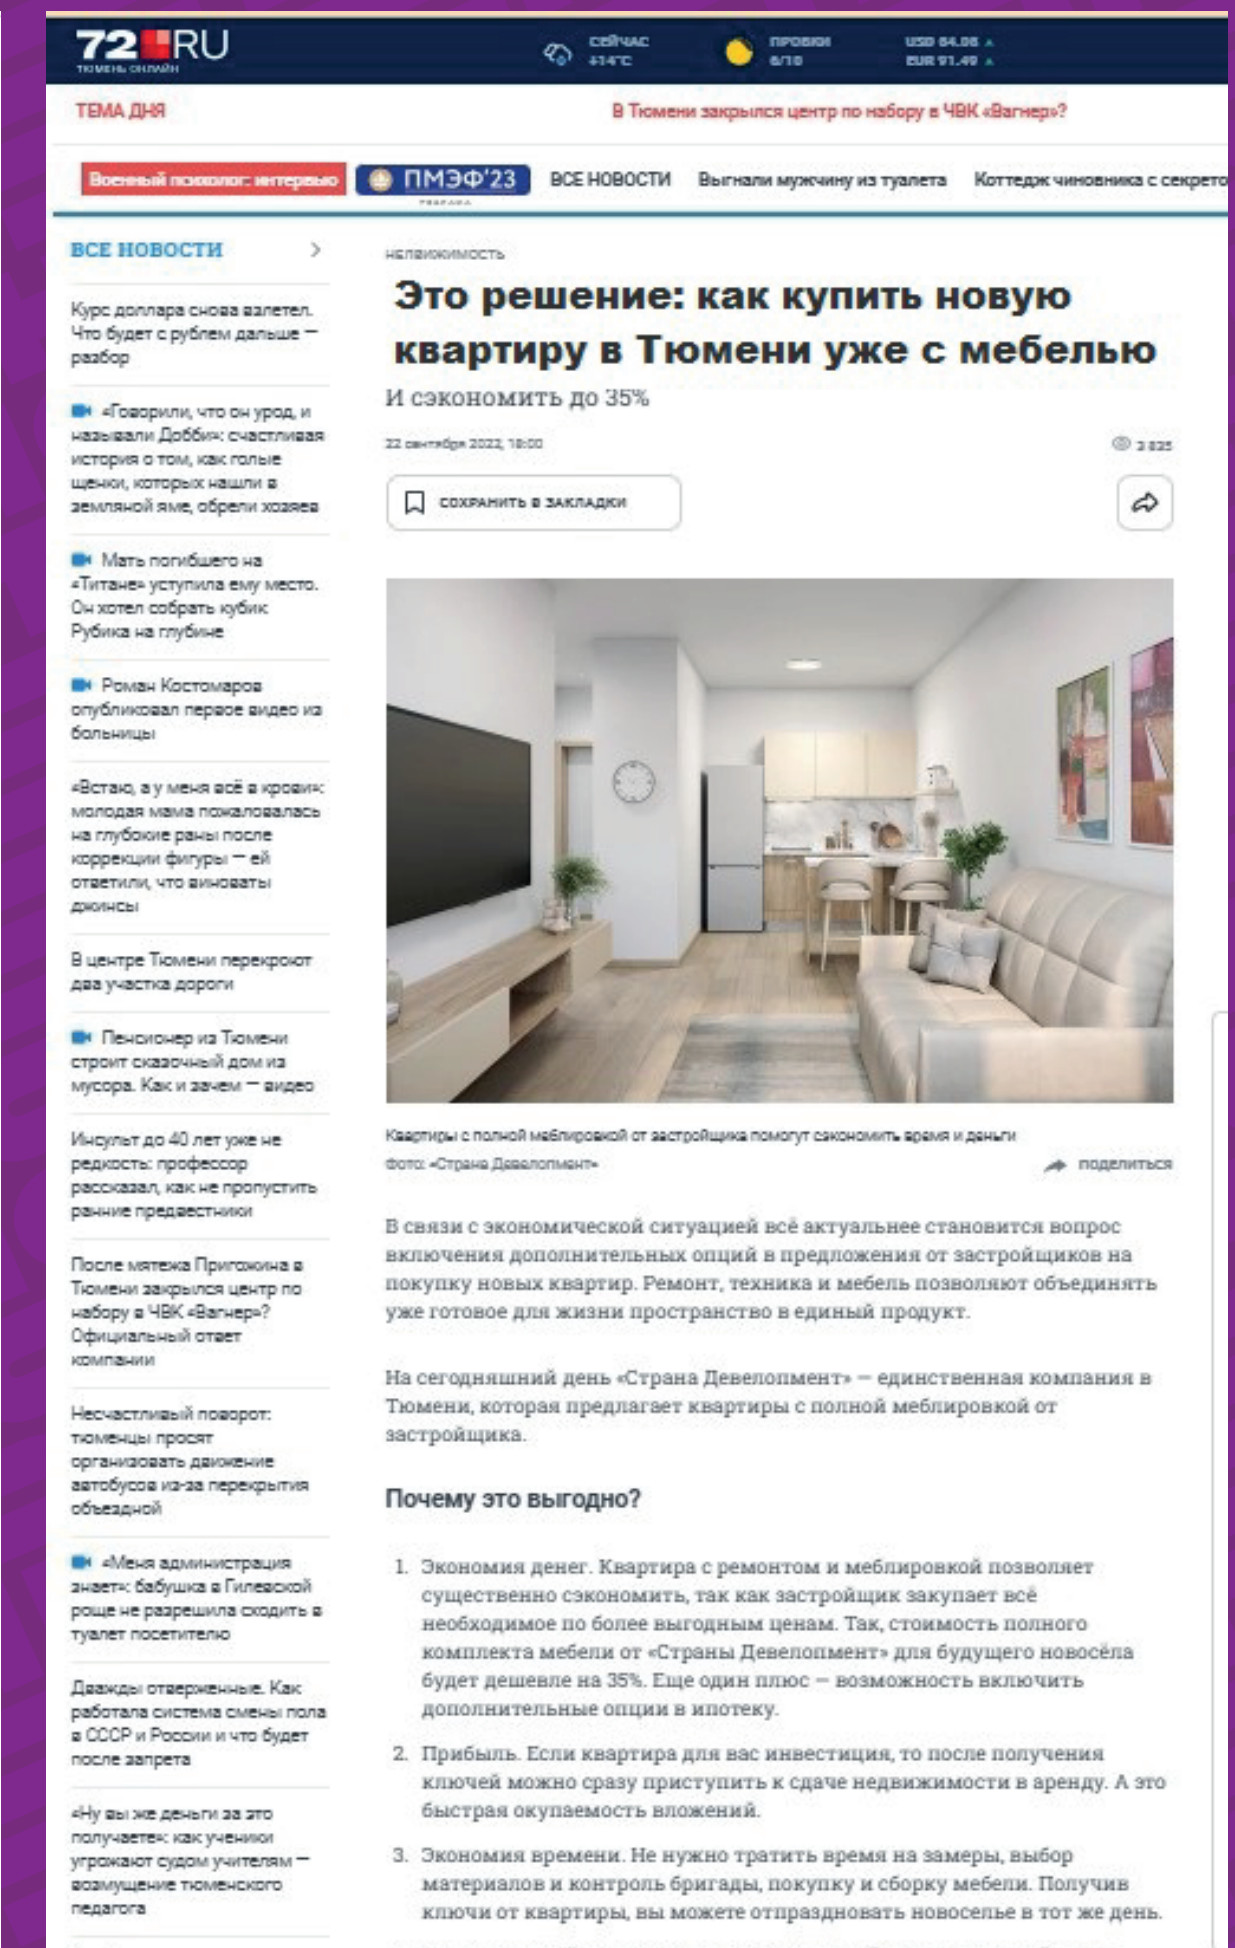 72 RU
ТЮМЕНЬ ОНЛАЙН
СЕЙЧАС
+14°C
ПРОБКИ
6/10
USD 84.08
EUR 91.49
ТЕМА ДНЯ
В Тюмени закрылся центр по набору в ЧВК «Вагнер»?
Военный психолог: интервью
ПМЭФ'23
РЕКЛАМА
ВСЕ НОВОСТИ
Выгнали мужчину из туалета
Коттедж чиновника с секрето
ВСЕ НОВОСТИ
Курс доллара снова взлетел.
Что будет с рублем дальше —
разбор
«Говорили, что он урод, и
называли Добби»: счастливая
история о том, как голые
щенки, которых нашли в
земляной яме, обрели хозяев
Мать погибшего на
«Титане» уступила ему место.
Он хотел собрать кубик
Рубика на глубине
Роман Костомаров
опубликовал первое видео из
больницы
«Встаю, а у меня всё в крови»:
молодая мама пожаловалась
на глубокие раны после
коррекции фигуры — ей
ответили, что виноваты
джинсы
В центре Тюмени перекроют
два участка дороги
Пенсионер из Тюмени
строит сказочный дом из
мусора. Как и зачем — видео
Инсульт до 40 лет уже не
редкость: профессор
рассказал, как не пропустить
ранние предвестники
После мятежа Пригожина в
Тюмени закрылся центр по
набору в ЧВК «Вагнер»?
Официальный ответ
компании
Несчастливый поворот:
тюменцы просят
организовать движение
автобусов из-за перекрытия
объездной
«Меня администрация
знает»: бабушка в Гилевской
роще не разрешила сходить в
туалет посетителю
Дважды отверженные. Как
работала система смены пола
в СССР и России и что будет
после запрета
«Ну вы же деньги за это
получаете»: как ученики
угрожают судом учителям —
возмущение тюменского
педагога
НЕДВИЖИМОСТЬ
Это решение: как купить новую
квартиру в Тюмени уже с мебелью
И сэкономить до 35%
22 сентября 2022, 18:00
3 825
СОХРАНИТЬ В ЗАКЛАДКИ
Квартиры с полной меблировкой от застройщика помогут сэкономить время и деньги
Фото: «Страна Девелопмент»
ПОДЕЛИТЬСЯ
В связи с экономической ситуацией всё актуальнее становится вопрос
включения дополнительных опций в предложения от застройщиков на
покупку новых квартир. Ремонт, техника и мебель позволяют объединять
уже готовое для жизни пространство в единый продукт.
На сегодняшний день «Страна Девелопмент» — единственная компания в
Тюмени, которая предлагает квартиры с полной меблировкой от
застройщика.
Почему это выгодно?
1. Экономия денег. Квартира с ремонтом и меблировкой позволяет
существенно сэкономить, так как застройщик закупает всё
необходимое по более выгодным ценам. Так, стоимость полного
комплекта мебели от «Страны Девелопмент» для будущего новосёла
будет дешевле на 35%. Еще один плюс — возможность включить
дополнительные опции в ипотеку.
2. Прибыль. Если квартира для вас инвестиция, то после получения
ключей можно сразу приступить к сдаче недвижимости в аренду. А это
быстрая окупаемость вложений.
3. Экономия времени. Не нужно тратить время на замеры, выбор
материалов и контроль бригады, покупку и сборку мебели. Получив
ключи от квартиры, вы можете отпраздновать новоселье в тот же день.